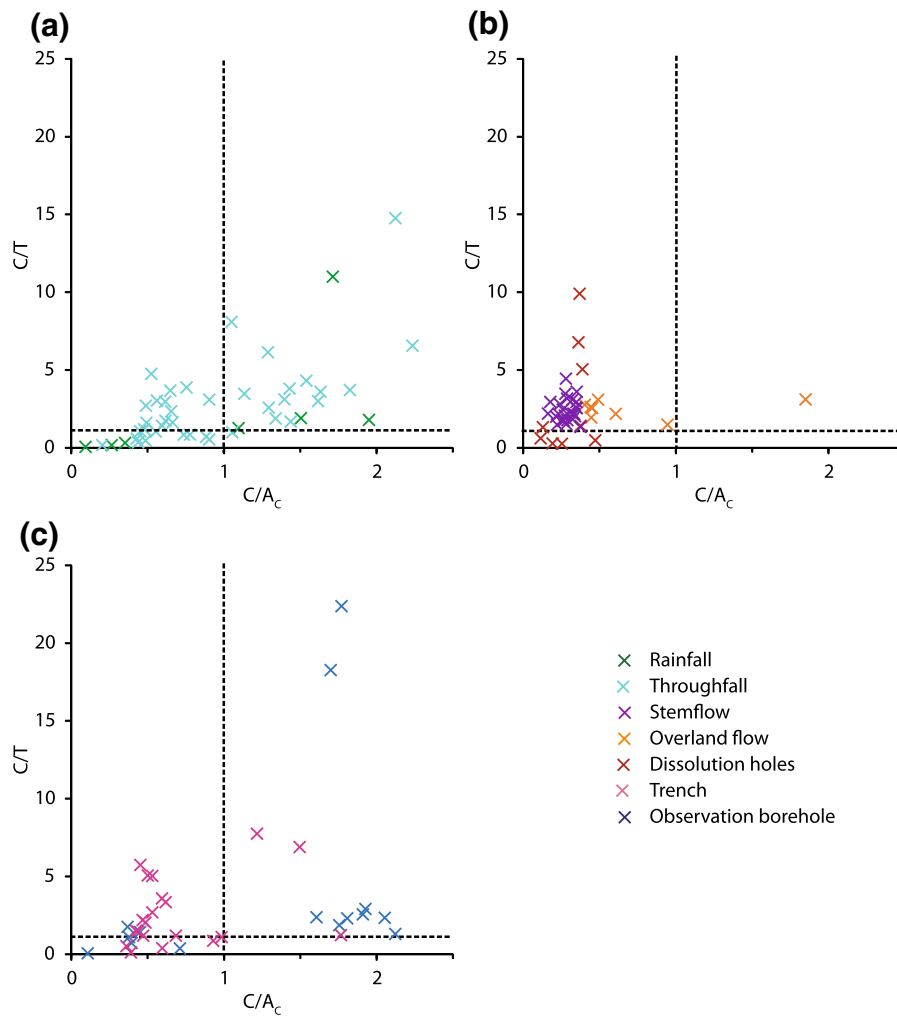 (a)
25
20
15
10
5
0
C/T
0
1
2
C/A_C
(b)
25
20
15
10
5
0
C/T
0
1
2
C/A_C
(c)
25
20
15
10
5
0
C/T
0
1
2
C/A_C
Rainfall
Throughfall
Stemflow
Overland flow
Dissolution holes
Trench
Observation borehole